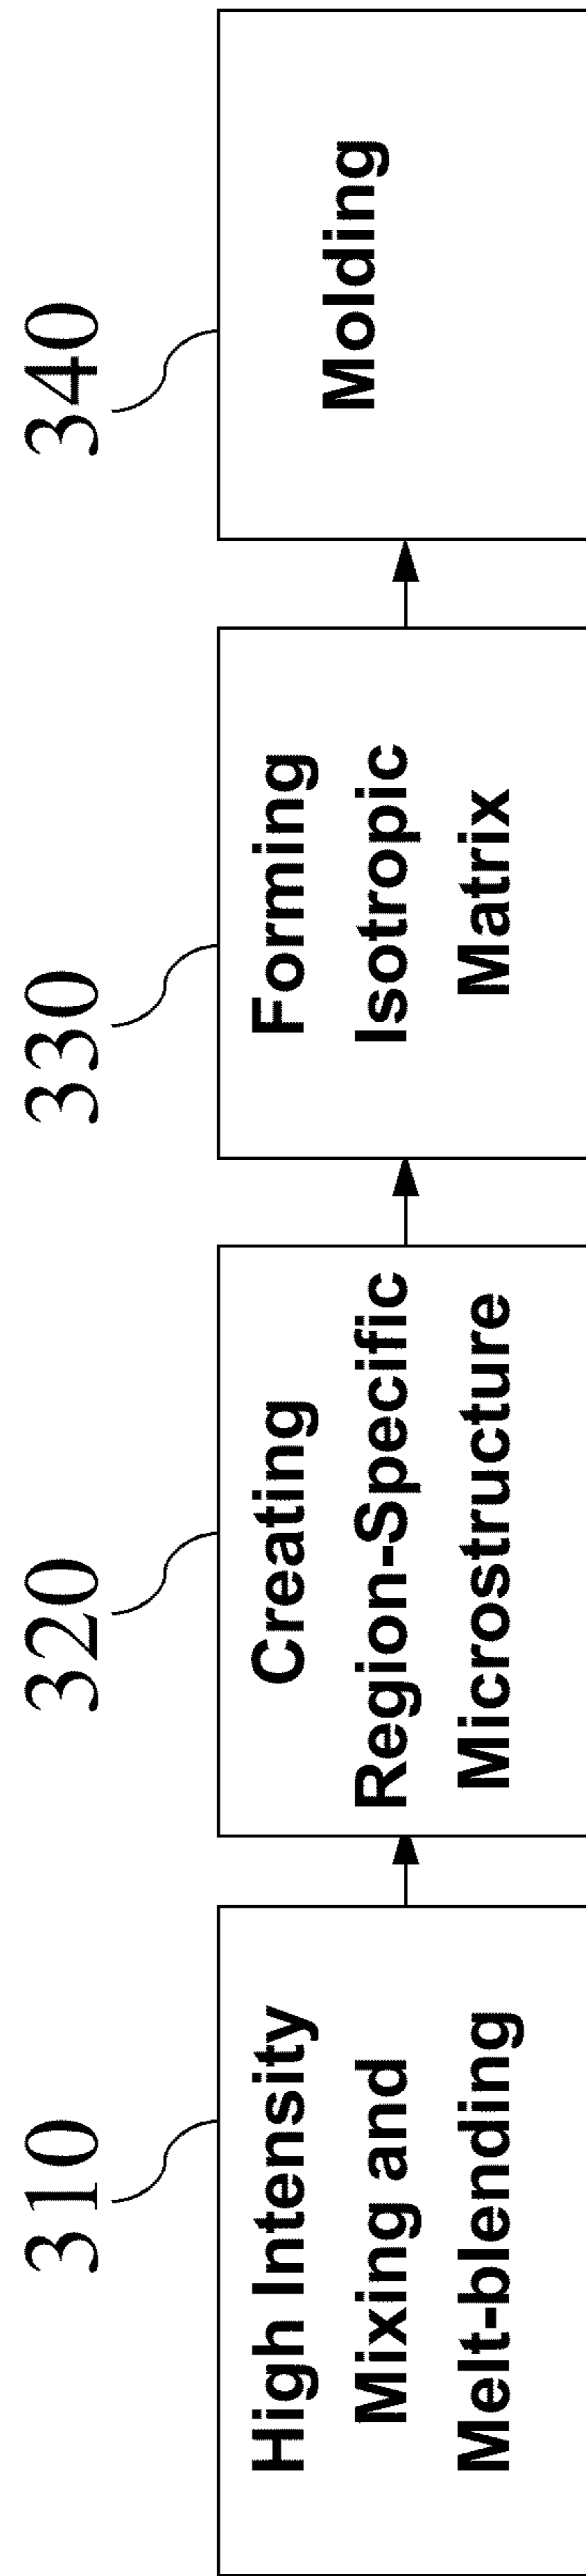 310
High Intensity
Mixing and
Melt-blending
320
Creating
Region-Specific
Microstructure
330
Forming
Isotropic
Matrix
340
Molding